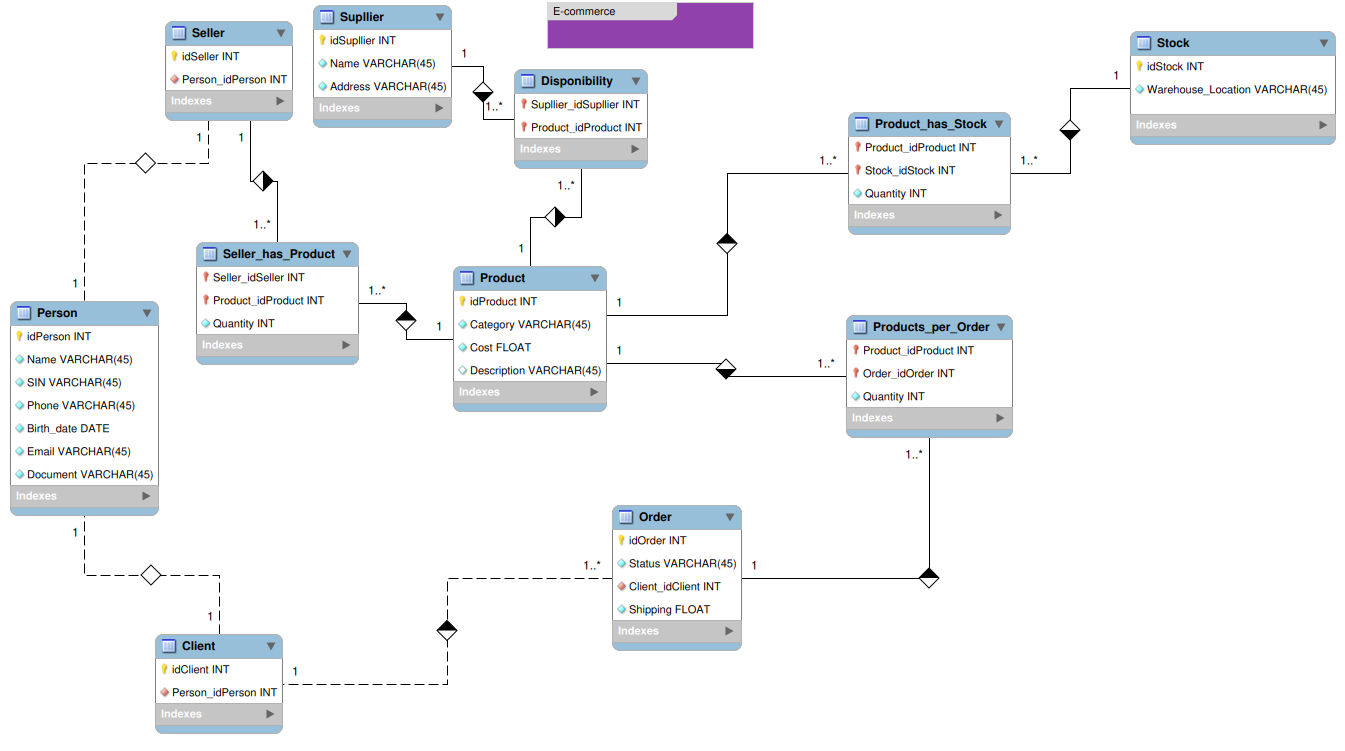 E-commerce
Seller
idSeller INT
Person_idPerson INT
Indexes
Supllier
idSupllier INT
Name VARCHAR(45)
Address VARCHAR(45)
Indexes
Disponibility
Supllier_idSupllier INT
Product_idProduct INT
Indexes
Stock
idStock INT
Warehouse_Location VARCHAR(45)
Indexes
Product_has_Stock
Product_idProduct INT
Stock_idStock INT
Quantity INT
Indexes
Seller_has_Product
Seller_idSeller INT
Product_idProduct INT
Quantity INT
Indexes
Product
idProduct INT
Category VARCHAR(45)
Cost FLOAT
Description VARCHAR(45)
Indexes
Person
idPerson INT
Name VARCHAR(45)
SIN VARCHAR(45)
Phone VARCHAR(45)
Birth_date DATE
Email VARCHAR(45)
Document VARCHAR(45)
Indexes
Products_per_Order
Product_idProduct INT
Order_idOrder INT
Quantity INT
Indexes
Order
idOrder INT
Status VARCHAR(45)
Client_idClient INT
Shipping FLOAT
Indexes
Client
idClient INT
Person_idPerson INT
Indexes
1
1
1
1..*
1
1..*
1..*
1
1..*
1
1
1..*
1
1..*
1
1..*
1..*
1
1
1
1..*
1